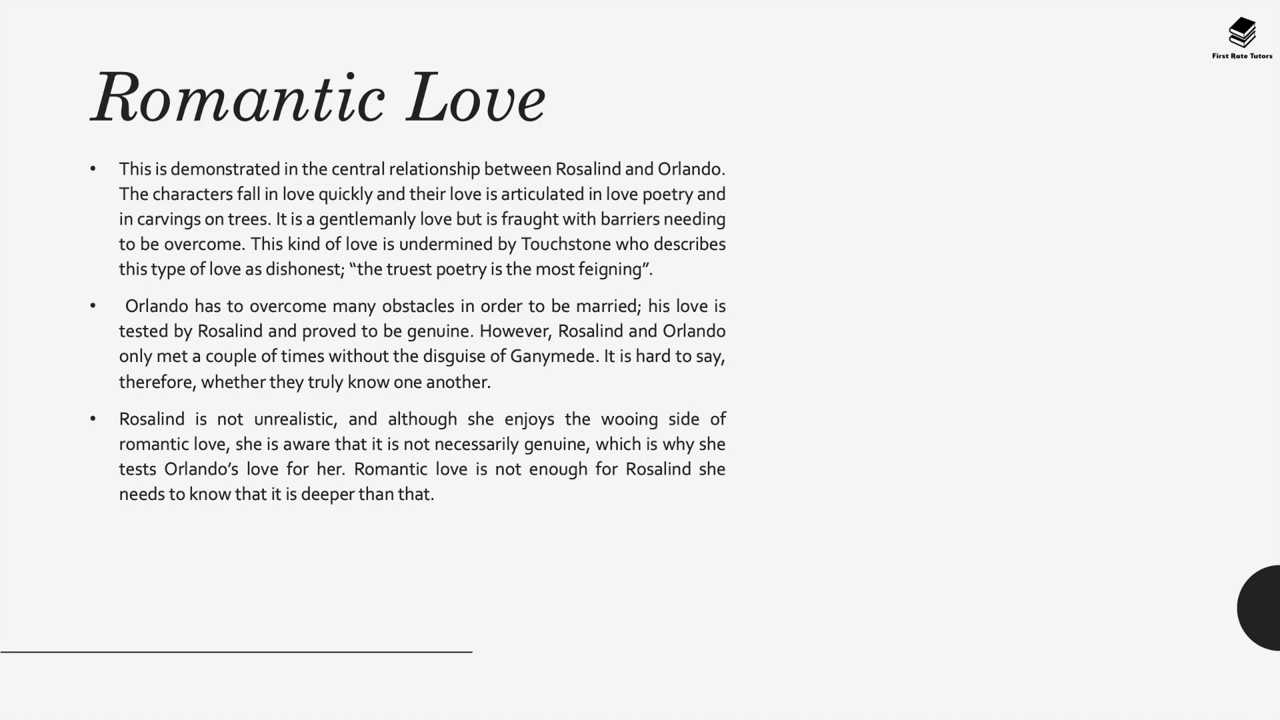 First Rate Tutors
Romantic Love
• This is demonstrated in the central relationship between Rosalind and Orlando.
The characters fall in love quickly and their love is articulated in love poetry and
in carvings on trees. It is a gentlemanly love but is fraught with barriers needing
to be overcome. This kind of love is undermined by Touchstone who describes
this type of love as dishonest; “the truest poetry is the most feigning”.
• Orlando has to overcome many obstacles in order to be married; his love is
tested by Rosalind and proved to be genuine. However, Rosalind and Orlando
only met a couple of times without the disguise of Ganymede. It is hard to say,
therefore, whether they truly know one another.
• Rosalind is not unrealistic, and although she enjoys the wooing side of
romantic love, she is aware that it is not necessarily genuine, which is why she
tests Orlando’s love for her. Romantic love is not enough for Rosalind she
needs to know that it is deeper than that.